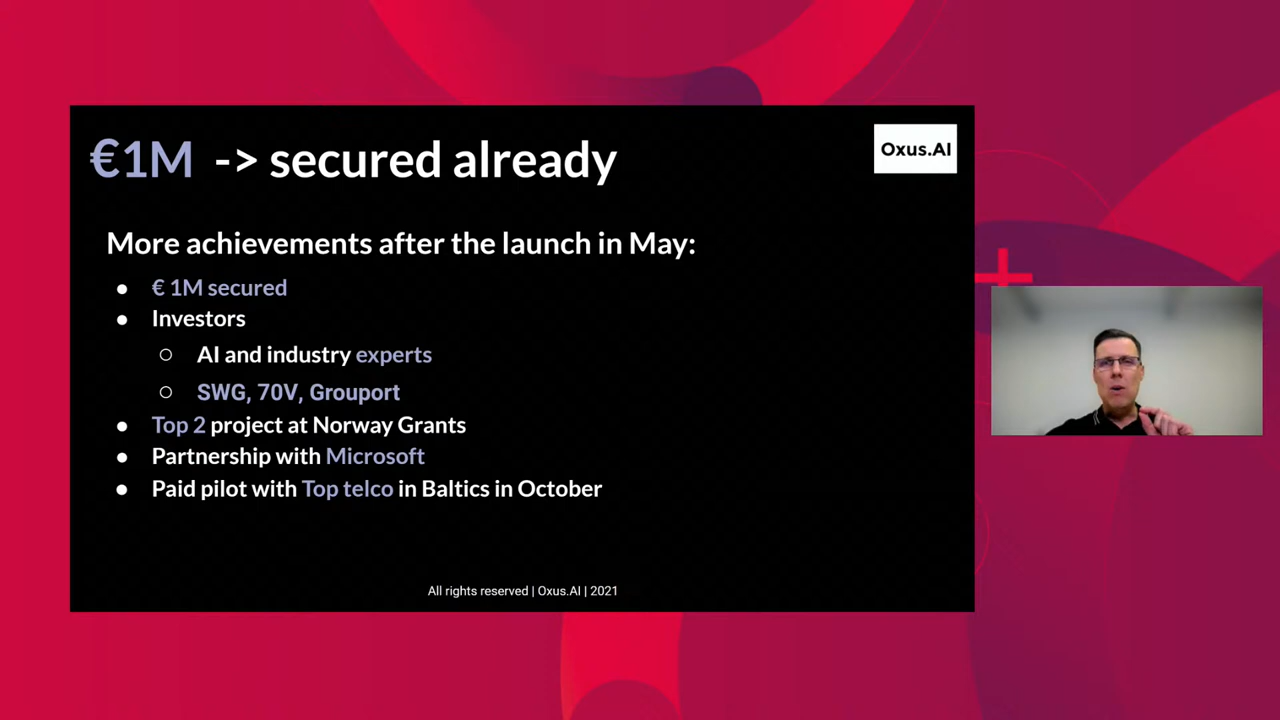 €1M -> secured already
Oxus.AI
More achievements after the launch in May:
● € 1M secured
● Investors
○ AI and industry experts
○ SWG, 70V, Grouport
● Top 2 project at Norway Grants
● Partnership with Microsoft
● Paid pilot with Top telco in Baltics in October
All rights reserved | Oxus.AI | 2021